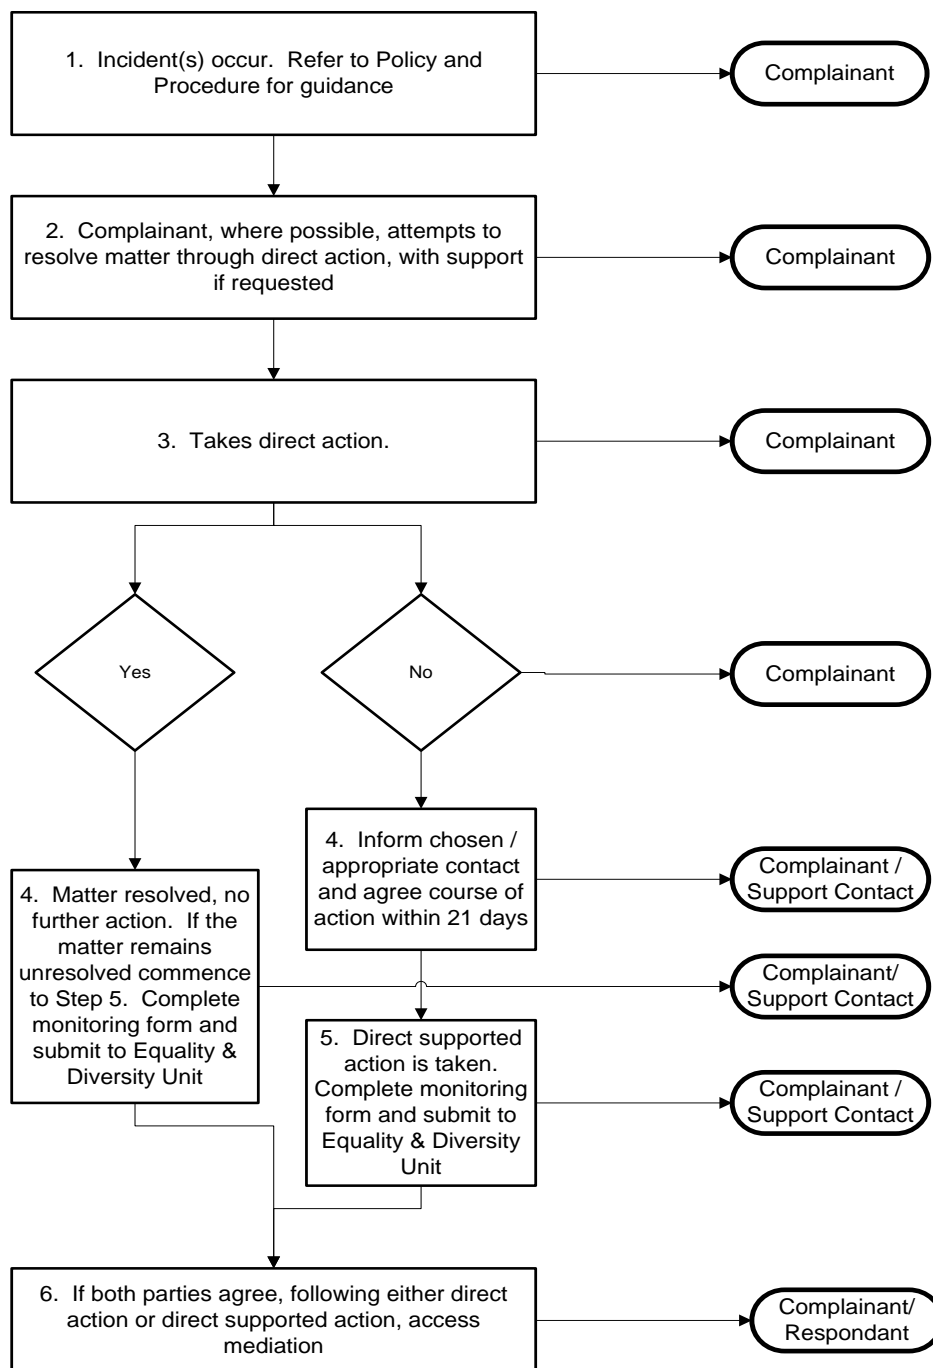 1. Incident(s) occur. Refer to Policy and
Procedure for guidance
Complainant
2. Complainant, where possible, attempts to
resolve matter through direct action, with support
if requested
Complainant
3. Takes direct action.
Complainant
Yes
No
Complainant
4. Inform chosen /
appropriate contact
and agree course of
action within 21 days
Complainant /
Support Contact
4. Matter resolved, no
further action. If the
matter remains
unresolved commence
to Step 5. Complete
monitoring form and
submit to Equality &
Diversity Unit
Complainant/
Support Contact
5. Direct supported
action is taken.
Complete monitoring
form and submit to
Equality & Diversity
Unit
Complainant /
Support Contact
6. If both parties agree, following either direct
action or direct supported action, access
mediation
Complainant/
Respondant